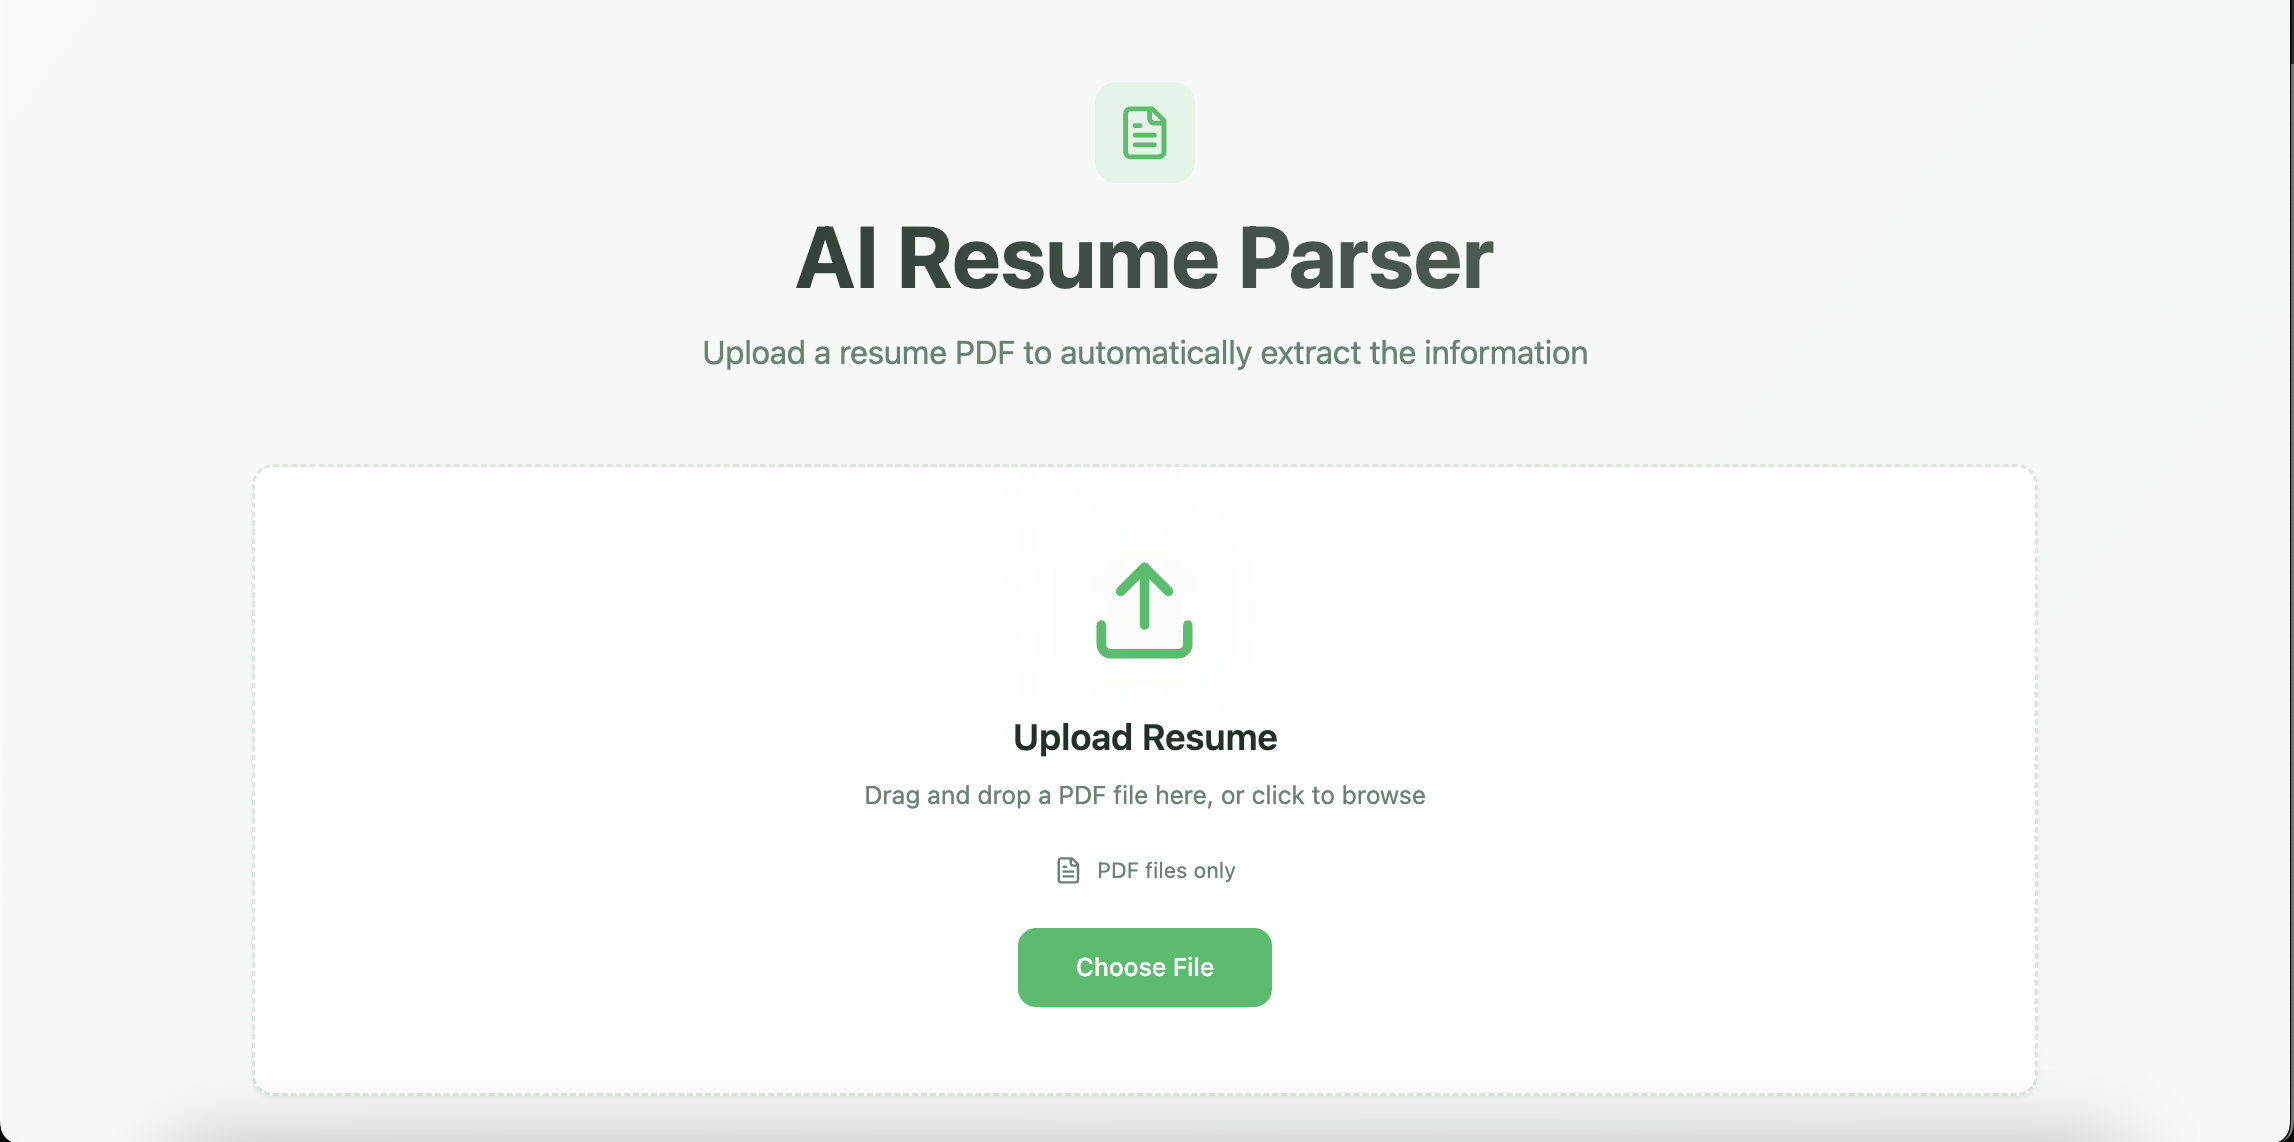 AI Resume Parser
Upload a resume PDF to automatically extract the information
Upload Resume
Drag and drop a PDF file here, or click to browse
PDF files only
Choose File